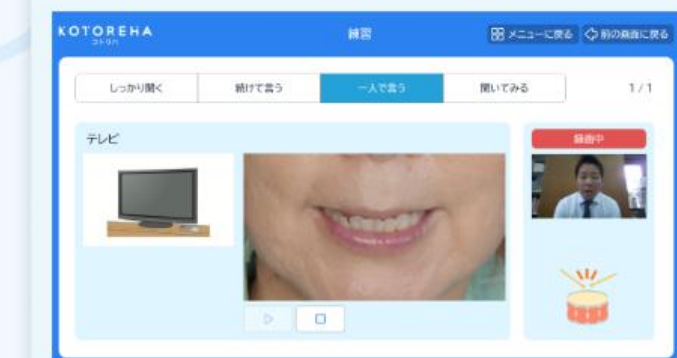 KOTOREHA
コトリハ
練習
メニューに戻る
前の画面に戻る
しっかり聞く
続けて言う
一人で言う
聞いてみる
1 / 1
テレビ
録画中